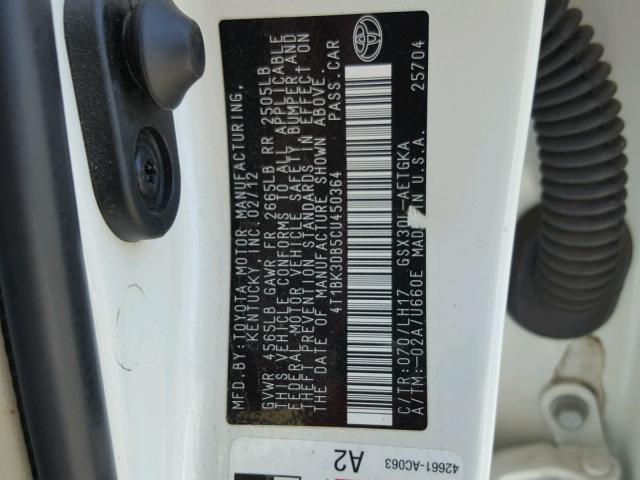 MFD.BY:TOYOTA MOTOR MANUFACTURING,
KENTUCKY,INC. 02/12
GVWR 4565LB GAWR FR 2665LB RR 2505LB
THIS VEHICLE CONFORMS TO ALL APPLICABLE
FEDERAL MOTOR VEHICLE SAFETY, BUMPER, AND
THEFT PREVENTION STANDARDS IN EFFECT ON
THE DATE OF MANUFACTURE SHOWN ABOVE.
4T1BK3DB5CU450364 PASS.CAR
C/TR:070/LH17 GSX30L-AETGKA
A/TM:-02A/U660E MADE IN U.S.A. 25704
42661-AC063
A2